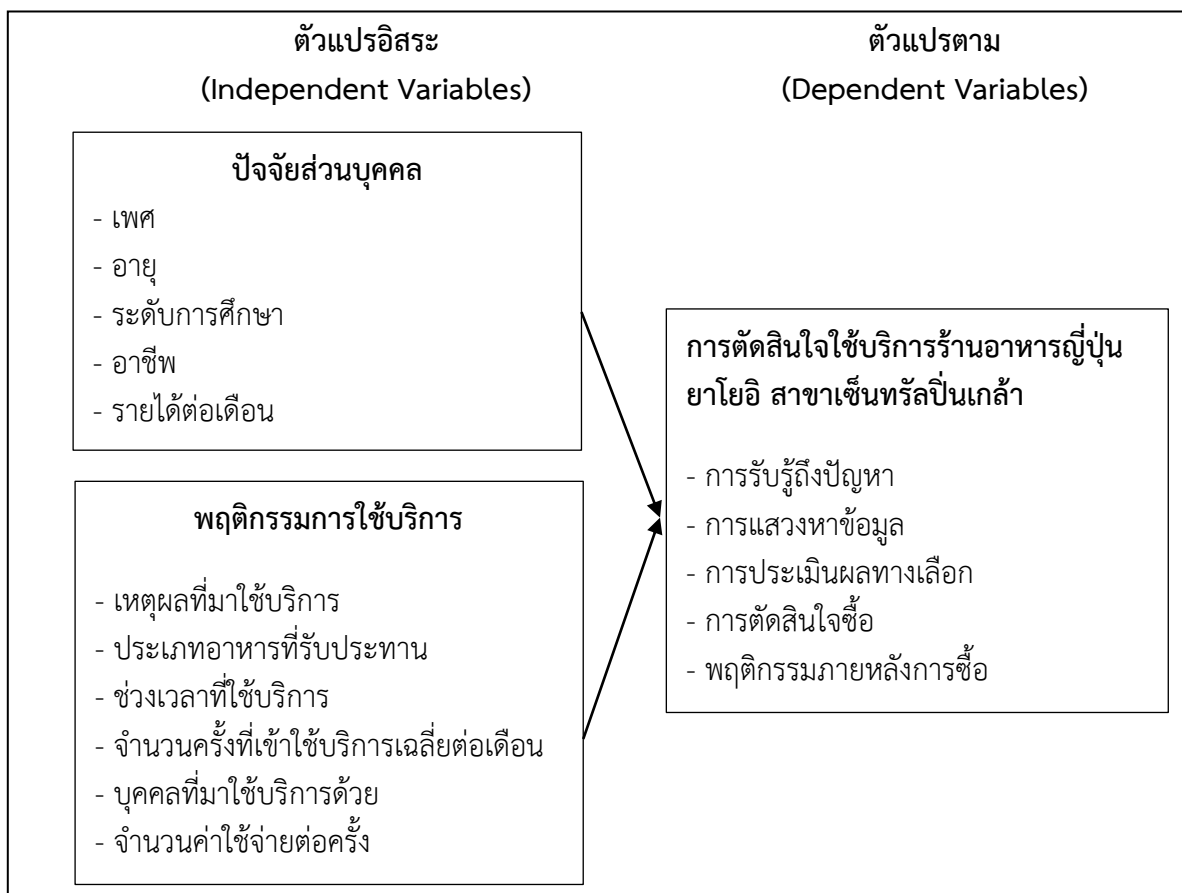 ตัวแปรอิสระ
(Independent Variables)
ตัวแปรตาม
(Dependent Variables)
ปัจจัยส่วนบุคคล
- เพศ
- อายุ
- ระดับการศึกษา
- อาชีพ
- รายได้ต่อเดือน
พฤติกรรมการใช้บริการ
- เหตุผลที่มาใช้บริการ
- ประเภทอาหารที่รับประทาน
- ช่วงเวลาที่ใช้บริการ
- จำนวนครั้งที่เข้าใช้บริการเฉลี่ยต่อเดือน
- บุคคลที่มาใช้บริการด้วย
- จำนวนค่าใช้จ่ายต่อครั้ง
การตัดสินใจใช้บริการร้านอาหารญี่ปุ่น
ยาโยอิ สาขาเซ็นทรัลปิ่นเกล้า
- การรับรู้ถึงปัญหา
- การแสวงหาข้อมูล
- การประเมินผลทางเลือก
- การตัดสินใจซื้อ
- พฤติกรรมภายหลังการซื้อ